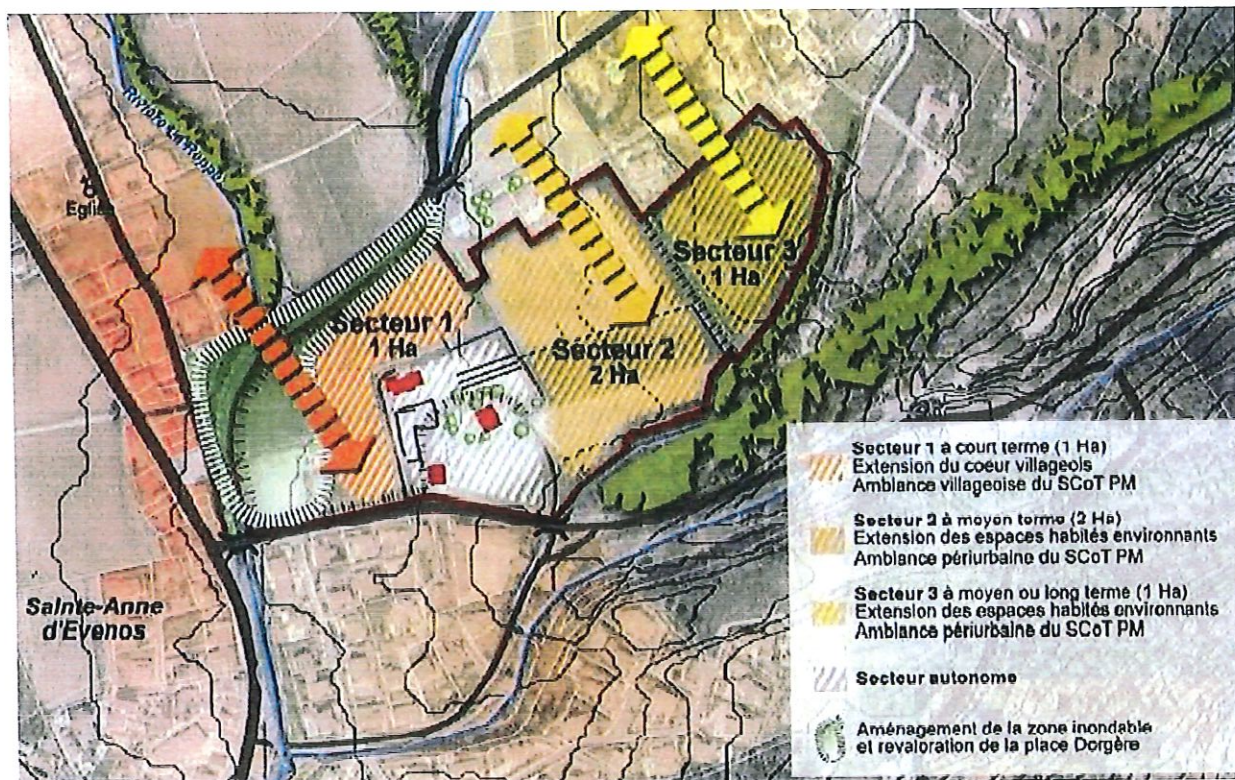 Rivière La Reppe
Eglise
Secteur 1
1 Ha
Secteur 2
2 Ha
Secteur 3
1 Ha
Sainte-Anne
d'Evenos
Secteur 1 à court terme (1 Ha)
Extension du coeur villageois
Ambiance villageoise du SCoT PM
Secteur 2 à moyen terme (2 Ha)
Extension des espaces habités environnants
Ambiance périurbaine du SCoT PM
Secteur 3 à moyen ou long terme (1 Ha)
Extension des espaces habités environnants
Ambiance périurbaine du SCoT PM
Secteur autonome
Aménagement de la zone inondable
et revaloration de la place Dorgère